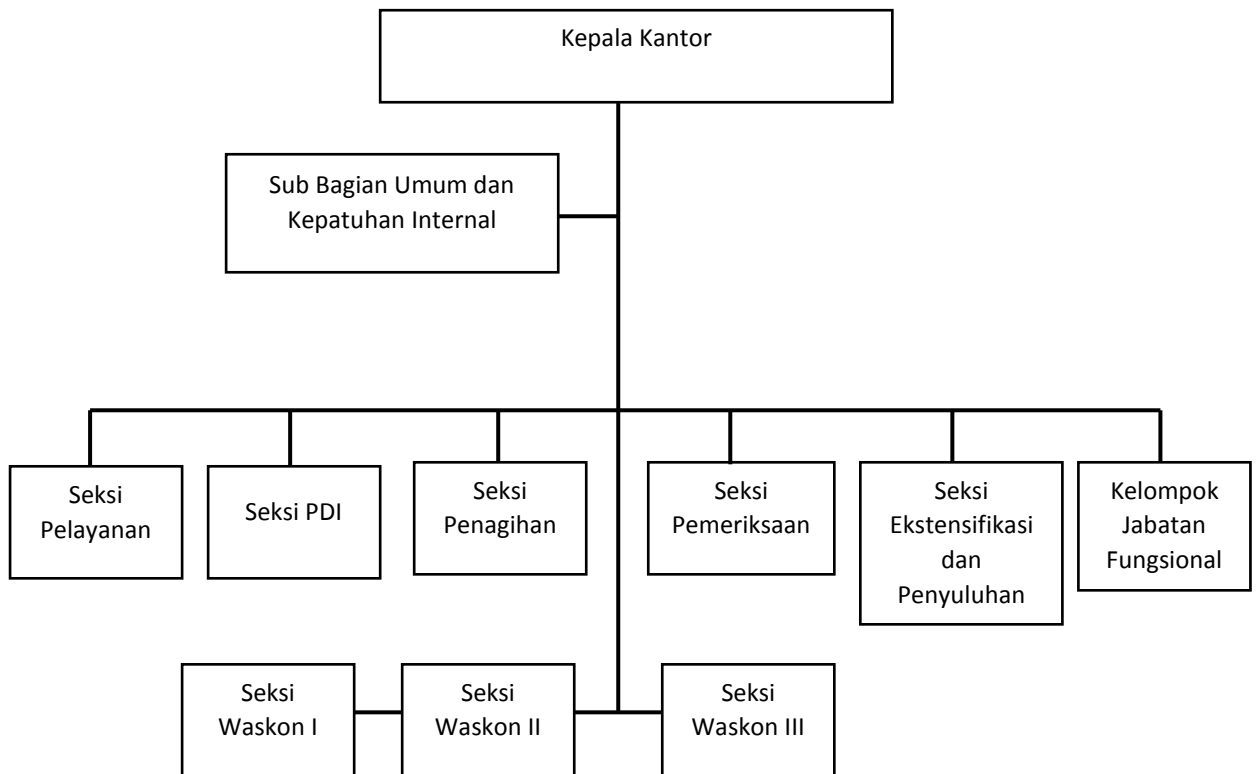 Kepala Kantor
Sub Bagian Umum dan
Kepatuhan Internal
Seksi
Pelayanan
Seksi PDI
Seksi
Penagihan
Seksi
Pemeriksaan
Seksi
Ekstensifikasi
dan
Penyuluhan
Kelompok
Jabatan
Fungsional
Seksi
Waskon I
Seksi
Waskon II
Seksi
Waskon III